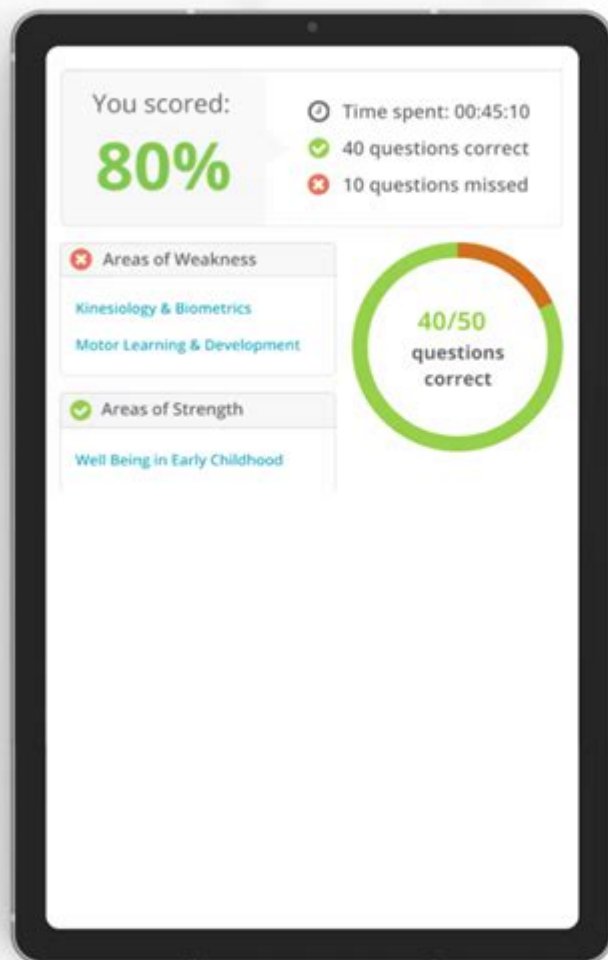 You scored:
80%
Time spent: 00:45:10
40 questions correct
10 questions missed
Areas of Weakness
Kinesiology & Biometrics
Motor Learning & Development
40/50
questions
correct
Areas of Strength
Well Being in Early Childhood